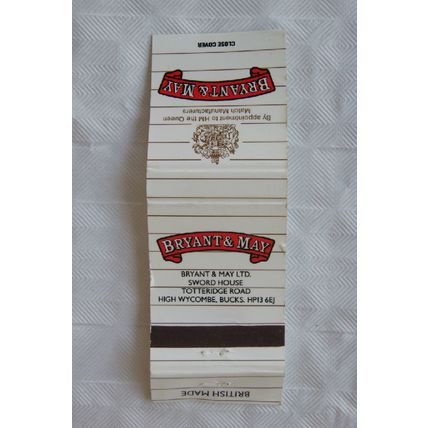 CLOSE COVER
BRYANT & MAY
By appointment to HM the Queen
Match Manufacturers
BRYANT & MAY
BRYANT & MAY LTD.
SWORD HOUSE
TOTTERIDGE ROAD
HIGH WYCOMBE, BUCKS. HP13 6EJ
BRITISH MADE